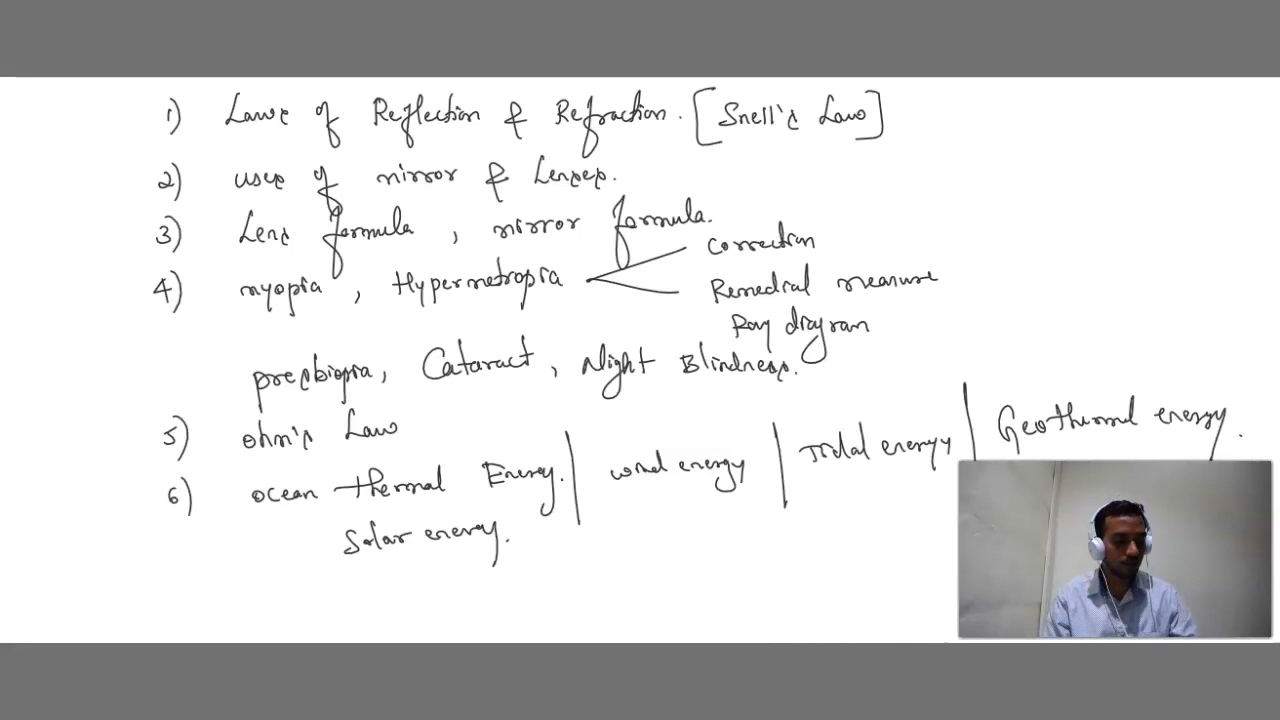 1) Laws of Reflection & Refraction. [Snell's Law]
2) uses of mirror & Lenses.
3) Lens formula, mirror formula.
4) myopia, Hypermetropia
Correction
Remedial measure
Ray diagram
presbiopia, Cataract, Night Blindness.
5) ohm's Law
6) ocean thermal Energy. | wind energy | Tidal energy | Geothermal energy.
Solar energy.